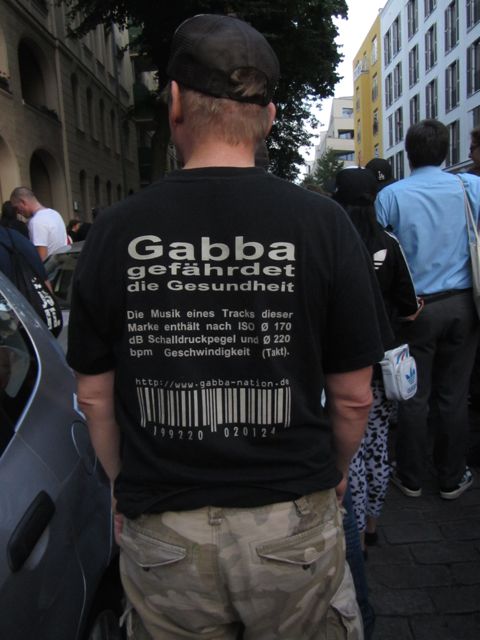 Gabba
gefährdet
die Gesundheit
Die Musik eines Tracks dieser
Marke enthält nach ISO Ø 170
dB Schalldruckpegel und Ø 220
bpm Geschwindigkeit (Takt).
http://www.gabba-nation.de
199220 020124